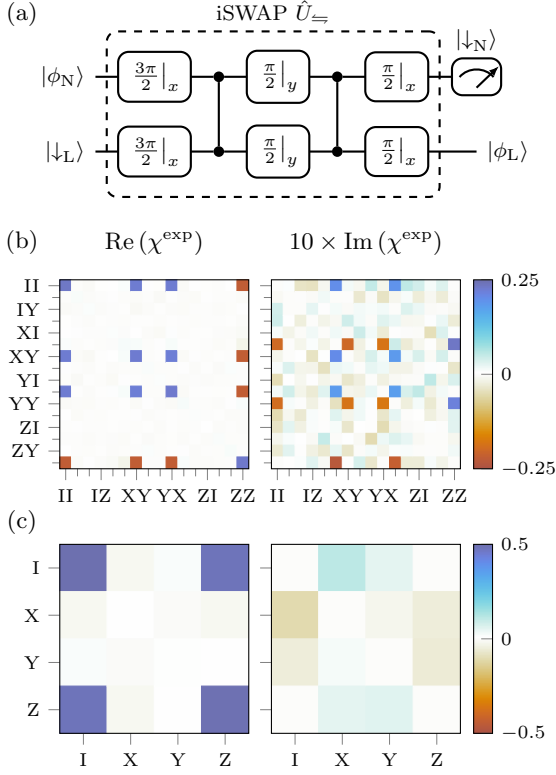 (a)
iSWAP Û⇋
|↓N⟩
|ϕN⟩ 3π/2|x π/2|y π/2|x
|↓L⟩ 3π/2|x π/2|y π/2|x |ϕL⟩
(b) Re (χ^exp) 10 × Im (χ^exp)
II
IY
XI
XY
YI
YY
ZI
ZY
II IZ XY YX ZI ZZ
II IZ XY YX ZI ZZ
0.25
0
−0.25
(c)
I
X
Y
Z
I X Y Z
I X Y Z
0.5
0
−0.5